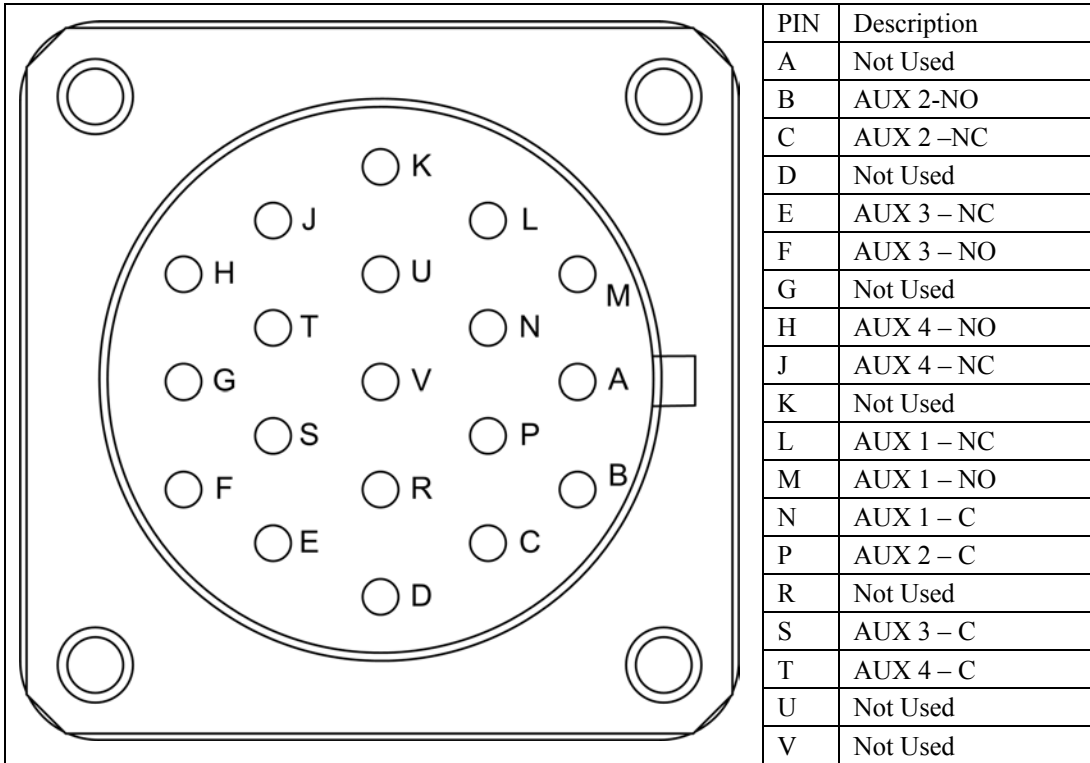 K
J
L
H
U
M
T
N
G
V
A
S
P
F
R
B
E
C
D
PIN Description
A Not Used
B AUX 2-NO
C AUX 2 –NC
D Not Used
E AUX 3 – NC
F AUX 3 – NO
G Not Used
H AUX 4 – NO
J AUX 4 – NC
K Not Used
L AUX 1 – NC
M AUX 1 – NO
N AUX 1 – C
P AUX 2 – C
R Not Used
S AUX 3 – C
T AUX 4 – C
U Not Used
V Not Used